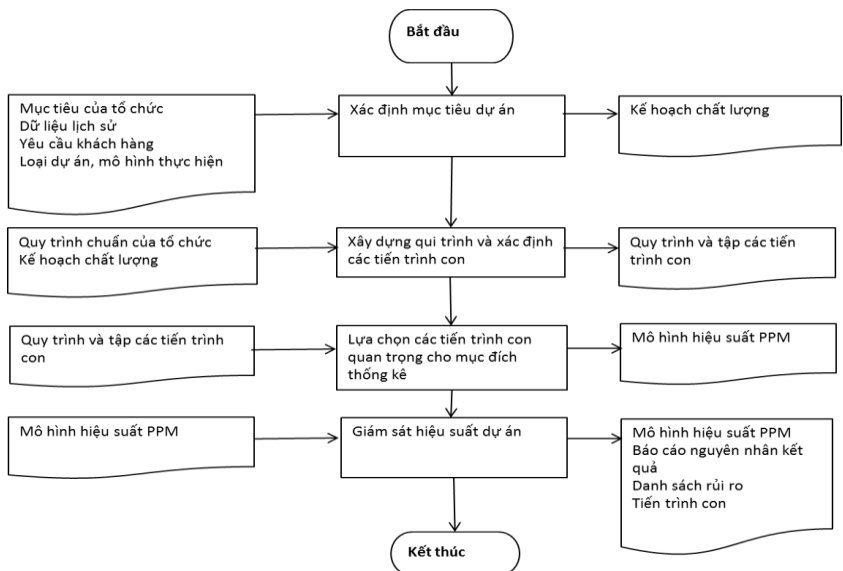 Bắt đầu
Mục tiêu của tổ chức
Dữ liệu lịch sử
Yêu cầu khách hàng
Loại dự án, mô hình thực hiện
Xác định mục tiêu dự án
Kế hoạch chất lượng
Quy trình chuẩn của tổ chức
Kế hoạch chất lượng
Xây dựng qui trình và xác định
các tiến trình con
Quy trình và tập các tiến
trình con
Quy trình và tập các tiến trình
con
Lựa chọn các tiến trình con
quan trọng cho mục đích
thống kê
Mô hình hiệu suất PPM
Mô hình hiệu suất PPM
Giám sát hiệu suất dự án
Mô hình hiệu suất PPM
Báo cáo nguyên nhân kết
quả
Danh sách rủi ro
Tiến trình con
Kết thúc